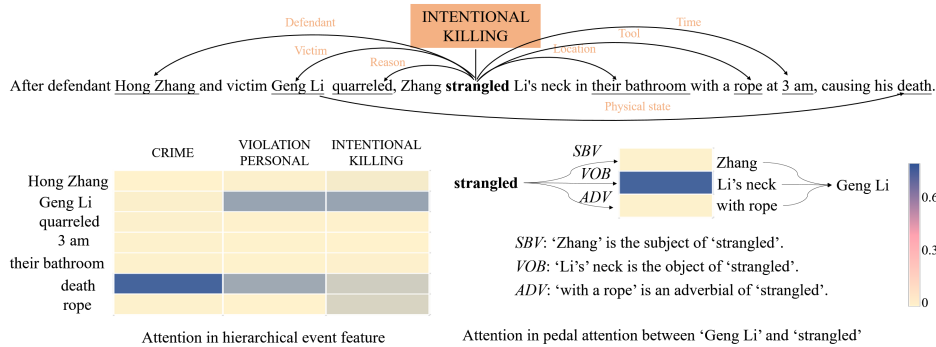 INTENTIONAL
KILLING
Defendant
Victim
Reason
Location
Tool
Time
After defendant Hong Zhang and victim Geng Li quarreled, Zhang strangled Li's neck in their bathroom with a rope at 3 am, causing his death.
Physical state
CRIME
VIOLATION
PERSONAL
INTENTIONAL
KILLING
Hong Zhang
Geng Li
quarreled
3 am
their bathroom
death
rope
Attention in hierarchical event feature
strangled
SBV
VOB
ADV
Zhang
Li's neck
with rope
Geng Li
SBV: 'Zhang' is the subject of 'strangled'.
VOB: 'Li's' neck is the object of 'strangled'.
ADV: 'with a rope' is an adverbial of 'strangled'.
Attention in pedal attention between 'Geng Li' and 'strangled'
0.6
0.3
0